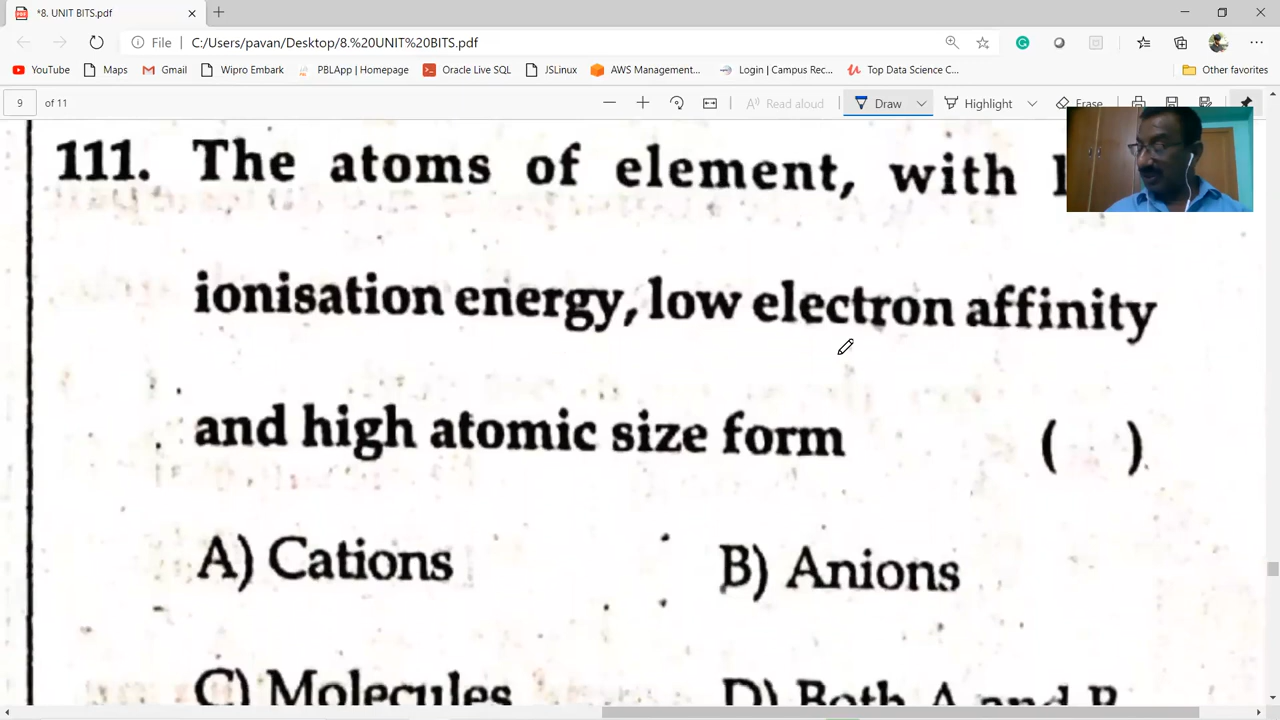 *8. UNIT BITS.pdf
File C:/Users/pavan/Desktop/8.%20UNIT%20BITS.pdf
YouTube Maps Gmail Wipro Embark PBLApp | Homepage Oracle Live SQL JSLinux AWS Management... Login | Campus Rec... Top Data Science C... Other favorites
9 of 11 Read aloud Draw Highlight Erase
111. The atoms of element, with
ionisation energy, low electron affinity
and high atomic size form ( )
A) Cations B) Anions
C) Molecules D) Both A and B